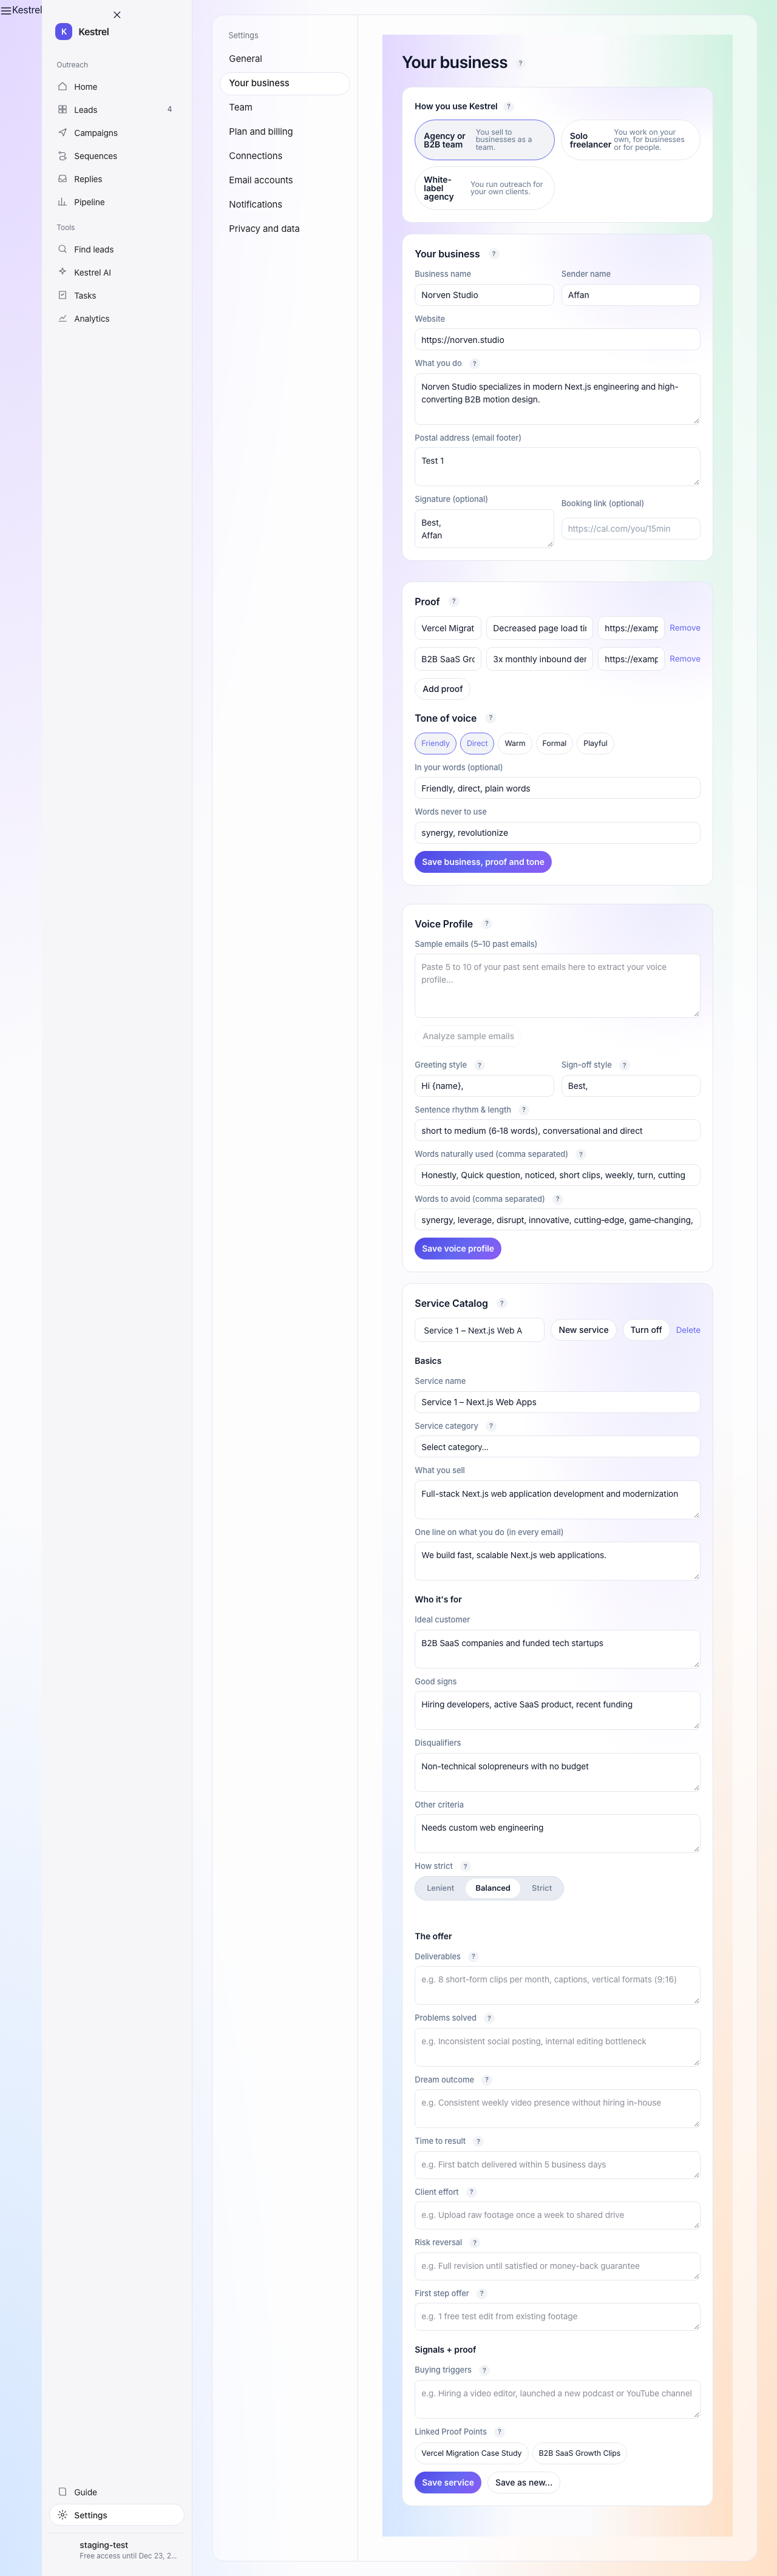 Kestrel
K Kestrel
Outreach
Home
Leads 4
Campaigns
Sequences
Replies
Pipeline
Tools
Find leads
Kestrel AI
Tasks
Analytics
Guide
Settings
staging-test
Free access until Dec 23, 2...
Settings
General
Your business
Team
Plan and billing
Connections
Email accounts
Notifications
Privacy and data
Your business ?
How you use Kestrel ?
Agency or B2B team
You sell to businesses as a team.
Solo freelancer
You work on your own, for businesses or for people.
White-label agency
You run outreach for your own clients.
Your business ?
Business name
Norven Studio
Sender name
Affan
Website
https://norven.studio
What you do ?
Norven Studio specializes in modern Next.js engineering and high-
converting B2B motion design.
Postal address (email footer)
Test 1
Signature (optional)
Best,
Affan
Booking link (optional)
https://cal.com/you/15min
Proof ?
Vercel Migrat Decreased page load tir https://examp Remove
B2B SaaS Grc 3x monthly inbound der https://examp Remove
Add proof
Tone of voice ?
Friendly Direct Warm Formal Playful
In your words (optional)
Friendly, direct, plain words
Words never to use
synergy, revolutionize
Save business, proof and tone
Voice Profile ?
Sample emails (5–10 past emails)
Paste 5 to 10 of your past sent emails here to extract your voice
profile...
Analyze sample emails
Greeting style ?
Hi {name},
Sign-off style ?
Best,
Sentence rhythm & length ?
short to medium (6-18 words), conversational and direct
Words naturally used (comma separated) ?
Honestly, Quick question, noticed, short clips, weekly, turn, cutting
Words to avoid (comma separated) ?
synergy, leverage, disrupt, innovative, cutting-edge, game-changing,
Save voice profile
Service Catalog ?
Service 1 – Next.js Web A New service Turn off Delete
Basics
Service name
Service 1 – Next.js Web Apps
Service category ?
Select category...
What you sell
Full-stack Next.js web application development and modernization
One line on what you do (in every email)
We build fast, scalable Next.js web applications.
Who it's for
Ideal customer
B2B SaaS companies and funded tech startups
Good signs
Hiring developers, active SaaS product, recent funding
Disqualifiers
Non-technical solopreneurs with no budget
Other criteria
Needs custom web engineering
How strict ?
Lenient Balanced Strict
The offer
Deliverables ?
e.g. 8 short-form clips per month, captions, vertical formats (9:16)
Problems solved ?
e.g. Inconsistent social posting, internal editing bottleneck
Dream outcome ?
e.g. Consistent weekly video presence without hiring in-house
Time to result ?
e.g. First batch delivered within 5 business days
Client effort ?
e.g. Upload raw footage once a week to shared drive
Risk reversal ?
e.g. Full revision until satisfied or money-back guarantee
First step offer ?
e.g. 1 free test edit from existing footage
Signals + proof
Buying triggers ?
e.g. Hiring a video editor, launched a new podcast or YouTube channel
Linked Proof Points ?
Vercel Migration Case Study B2B SaaS Growth Clips
Save service Save as new...